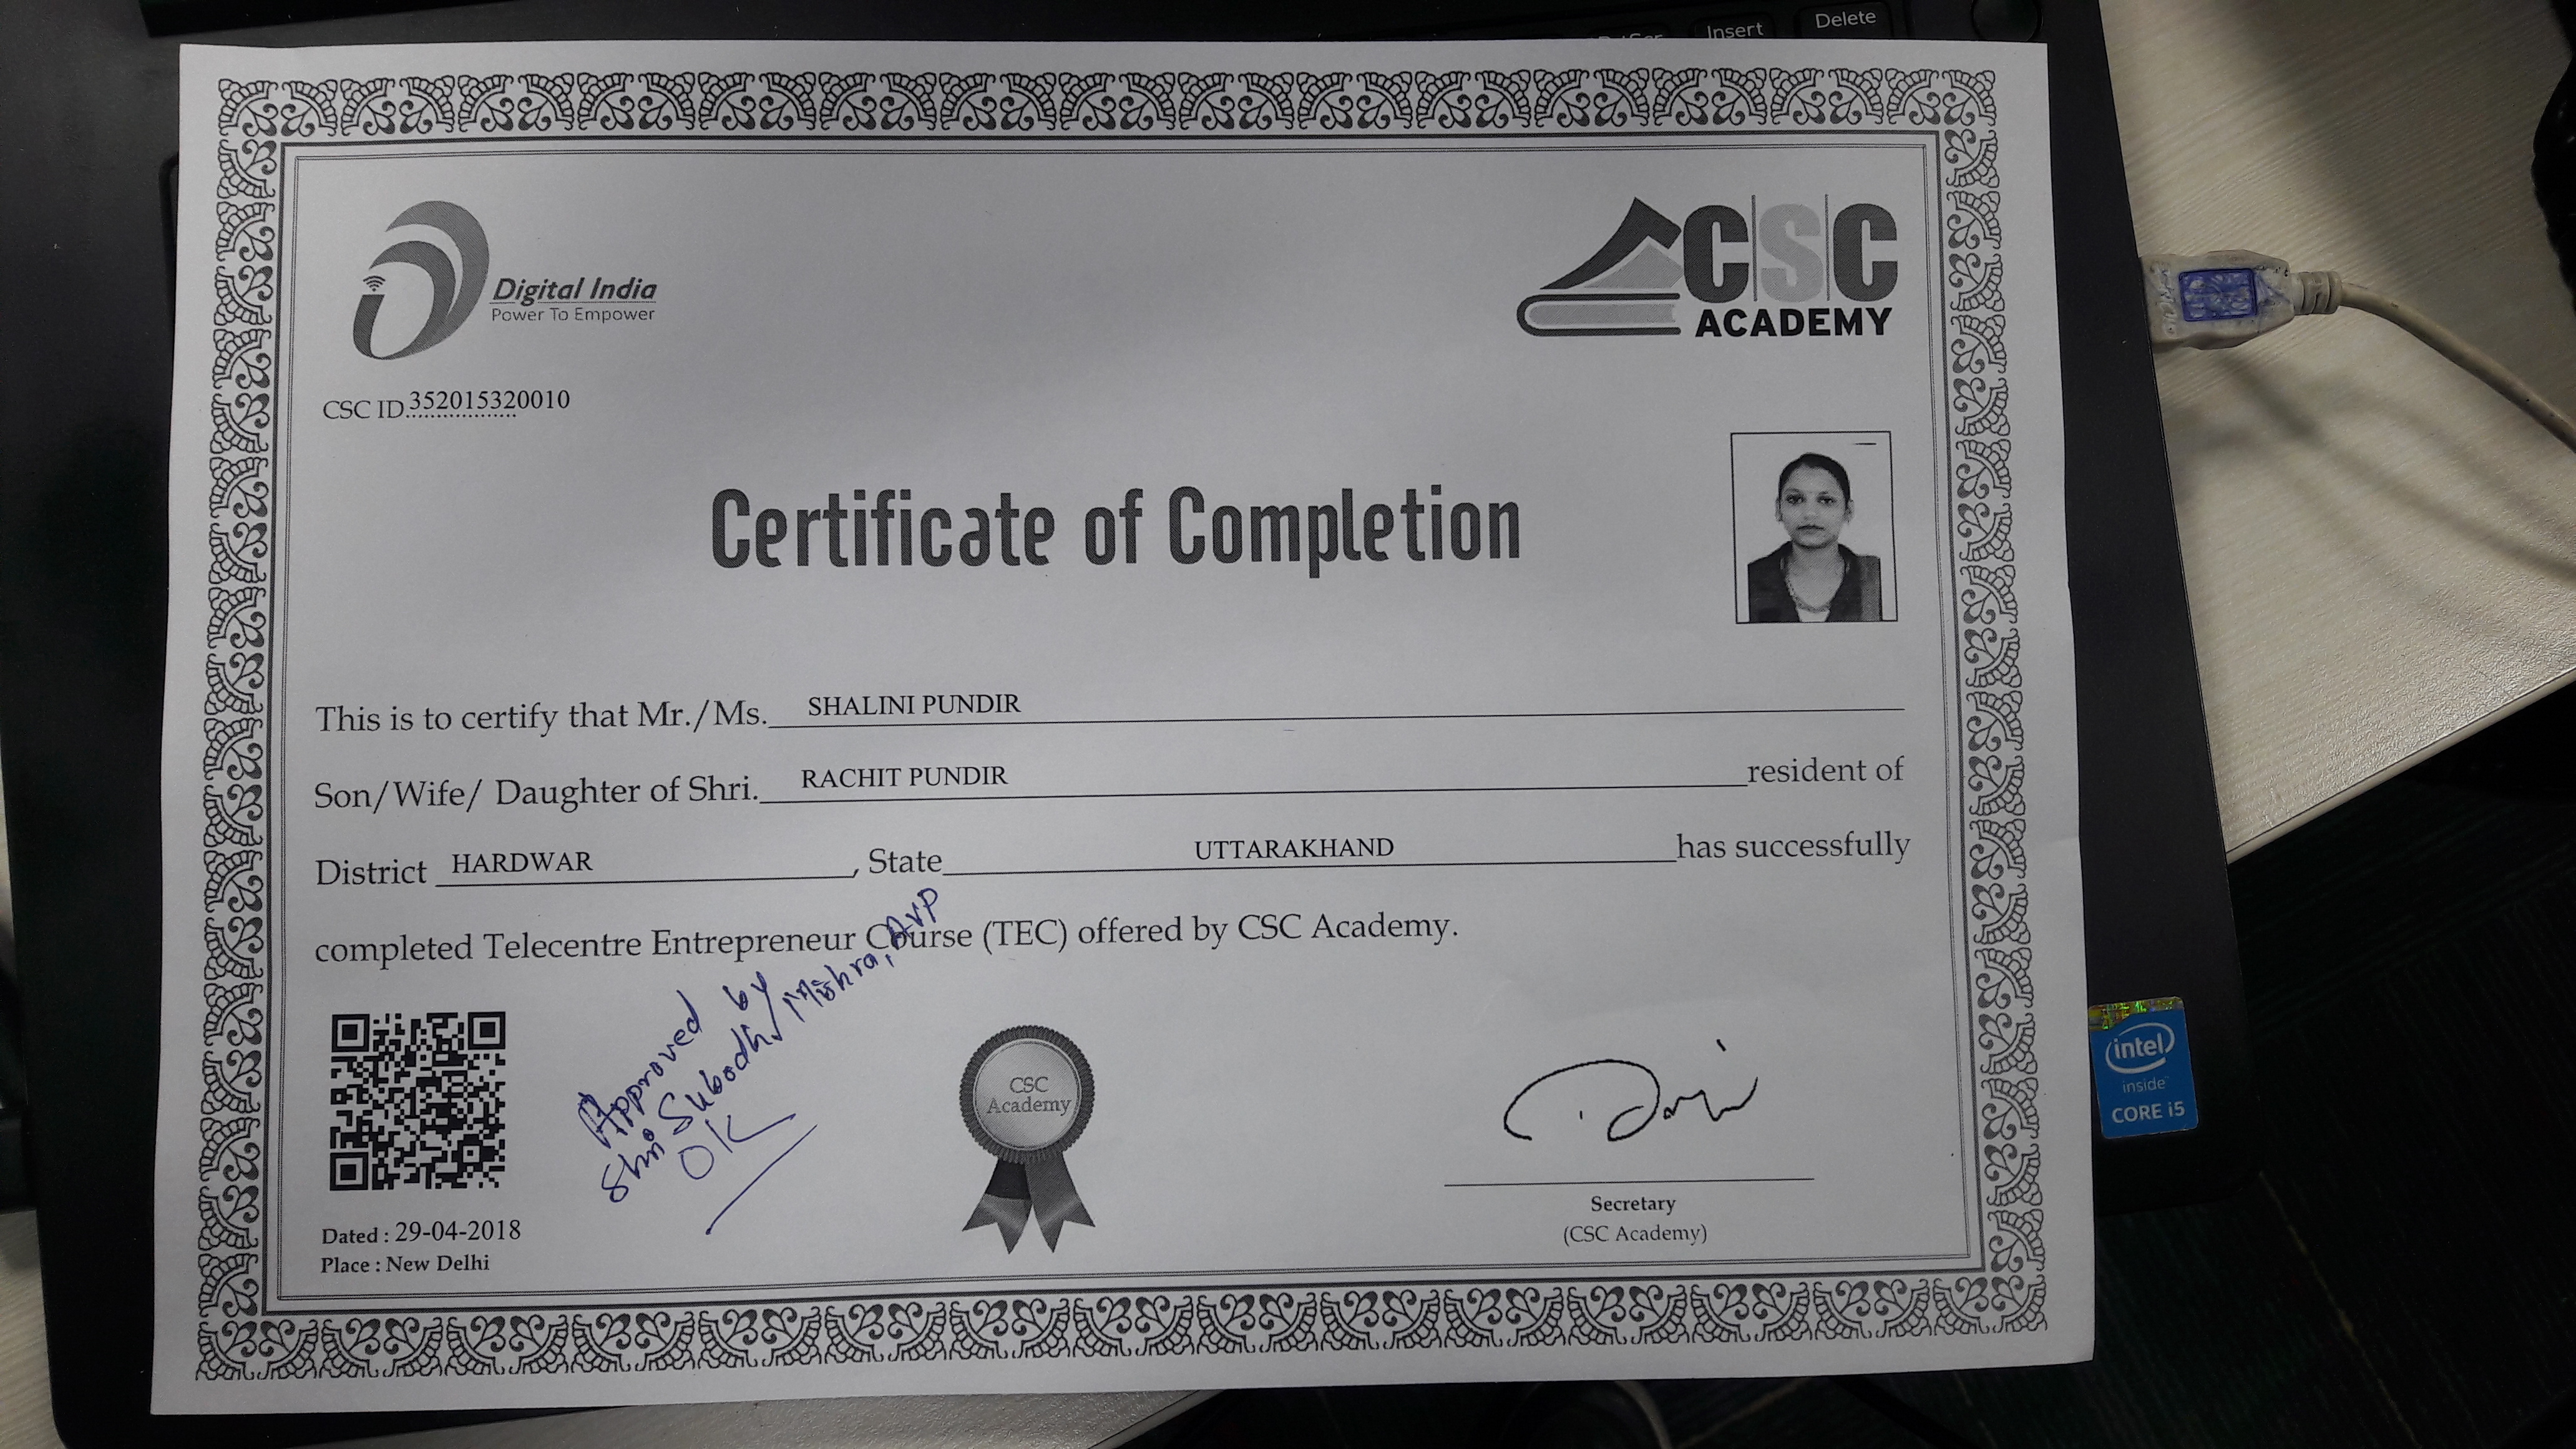 Insert
Delete
Digital India
Power To Empower
CSC
ACADEMY
CSC ID 352015320010
Certificate of Completion
This is to certify that Mr./Ms. SHALINI PUNDIR
Son/Wife/ Daughter of Shri. RACHIT PUNDIR resident of
District HARDWAR, State UTTARAKHAND has successfully
completed Telecentre Entrepreneur Course (TEC) offered by CSC Academy.
Approved by
Shri Subodh Mishra, AVP
OK
CSC
Academy
Secretary
(CSC Academy)
Dated : 29-04-2018
Place : New Delhi
intel
inside
CORE i5